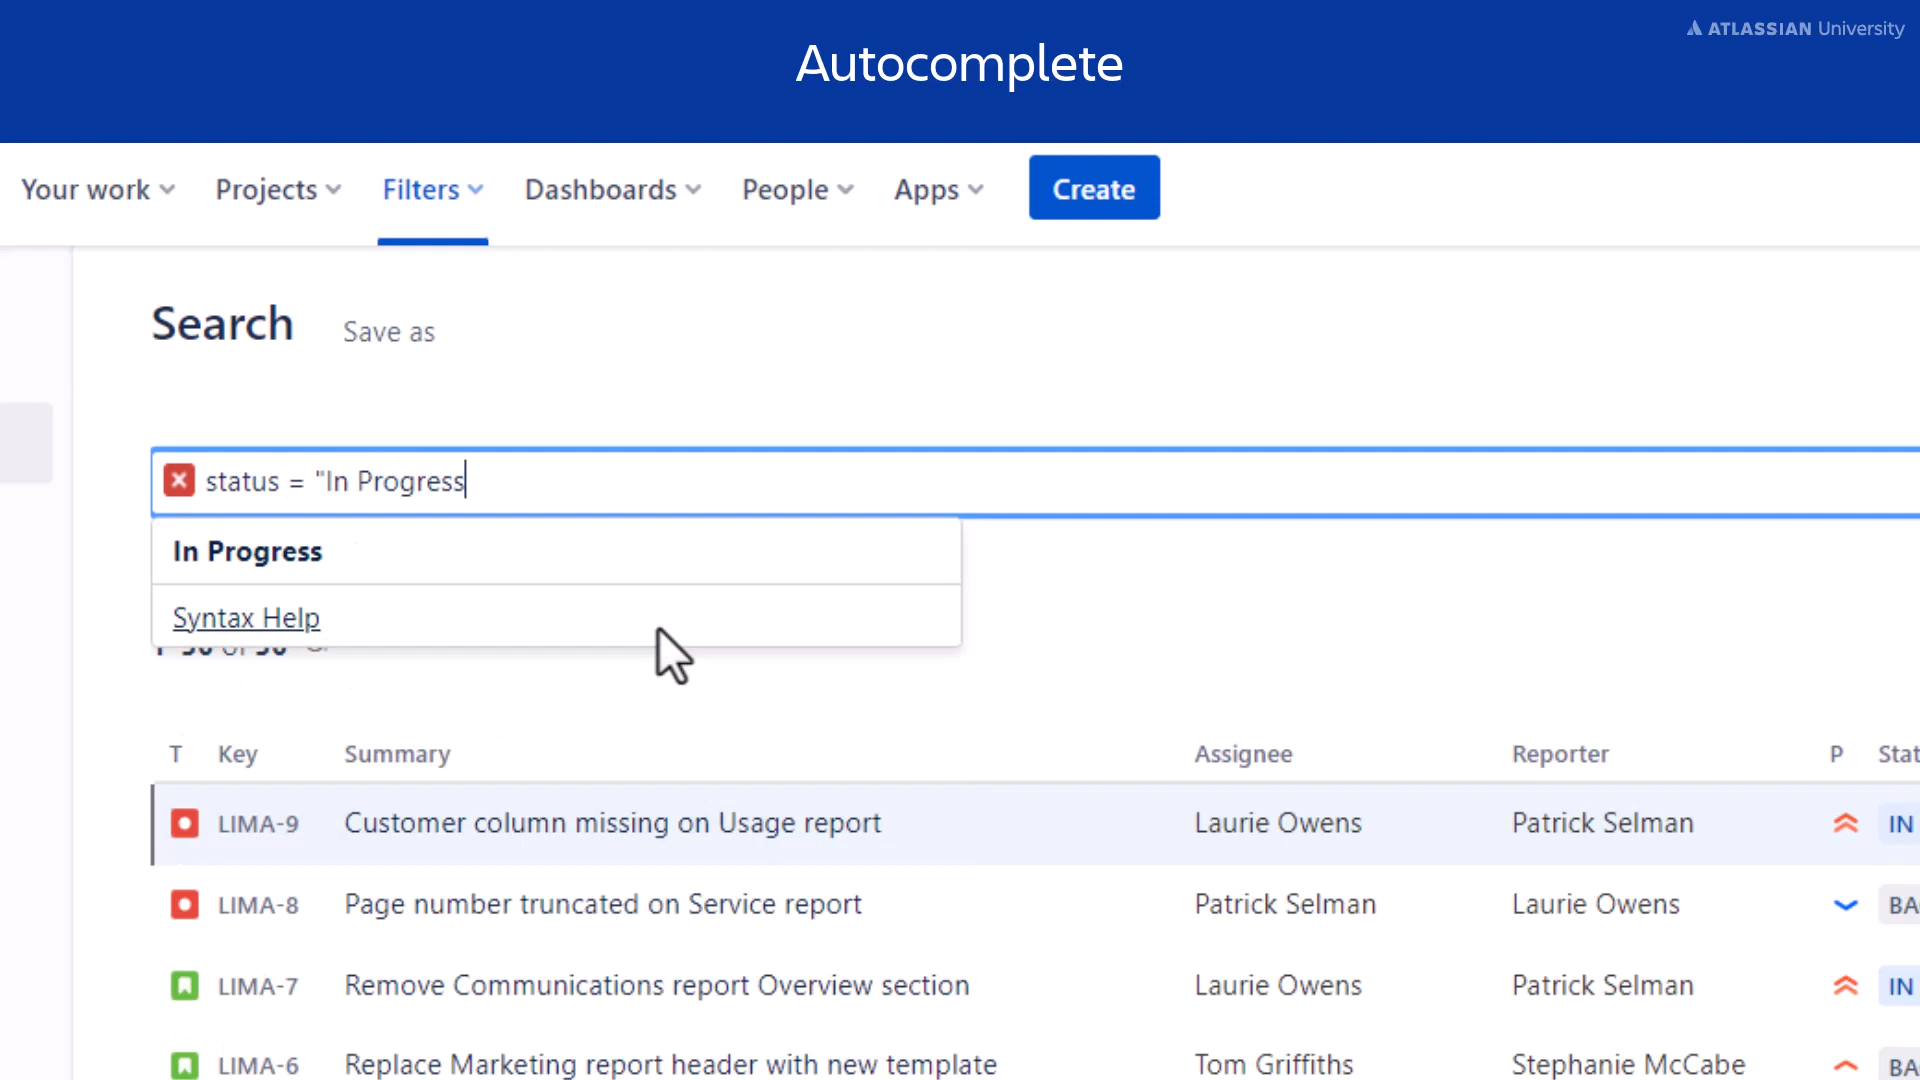 ATLASSIAN University
Autocomplete
Your work Projects Filters Dashboards People Apps Create
Search Save as
status = "In Progress
In Progress
Syntax Help
T Key Summary Assignee Reporter P Stat
LIMA-9 Customer column missing on Usage report Laurie Owens Patrick Selman IN
LIMA-8 Page number truncated on Service report Patrick Selman Laurie Owens BA
LIMA-7 Remove Communications report Overview section Laurie Owens Patrick Selman IN
LIMA-6 Replace Marketing report header with new template Tom Griffiths Stephanie McCabe BA